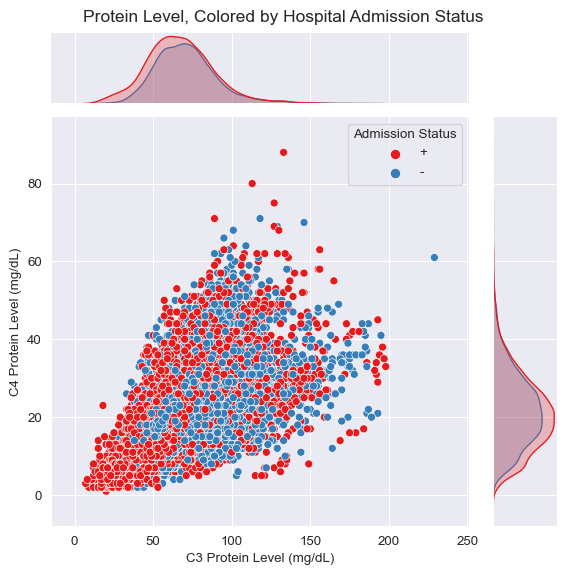 Protein Level, Colored by Hospital Admission Status
Admission Status
+
-
80
60
40
20
0
C4 Protein Level (mg/dL)
0 50 100 150 200 250
C3 Protein Level (mg/dL)